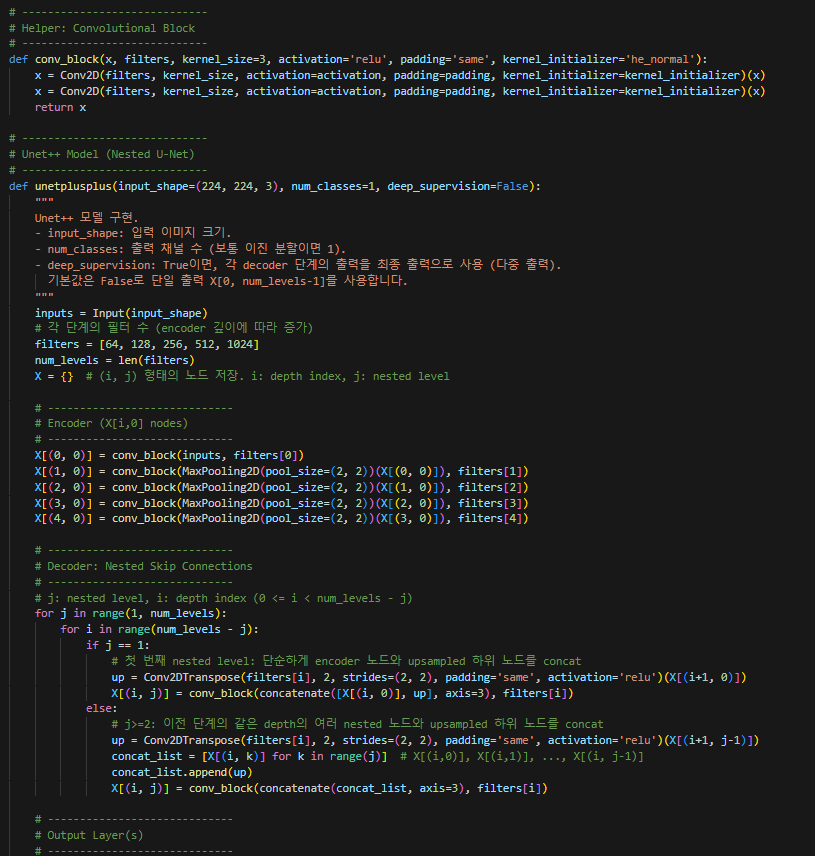 # -----------------------------
# Helper: Convolutional Block
# -----------------------------
def conv_block(x, filters, kernel_size=3, activation='relu', padding='same', kernel_initializer='he_normal'):
    x = Conv2D(filters, kernel_size, activation=activation, padding=padding, kernel_initializer=kernel_initializer)(x)
    x = Conv2D(filters, kernel_size, activation=activation, padding=padding, kernel_initializer=kernel_initializer)(x)
    return x

# -----------------------------
# Unet++ Model (Nested U-Net)
# -----------------------------
def unetplusplus(input_shape=(224, 224, 3), num_classes=1, deep_supervision=False):
    """
    Unet++ 모델 구현.
    - input_shape: 입력 이미지 크기.
    - num_classes: 출력 채널 수 (보통 이진 분할이면 1).
    - deep_supervision: True이면, 각 decoder 단계의 출력을 최종 출력으로 사용 (다중 출력).
      기본값은 False로 단일 출력 X[0, num_levels-1]를 사용합니다.
    """
    inputs = Input(input_shape)
    # 각 단계의 필터 수 (encoder 깊이에 따라 증가)
    filters = [64, 128, 256, 512, 1024]
    num_levels = len(filters)
    X = {}  # (i, j) 형태의 노드 저장. i: depth index, j: nested level

    # -----------------------------
    # Encoder (X[i,0] nodes)
    # -----------------------------
    X[(0, 0)] = conv_block(inputs, filters[0])
    X[(1, 0)] = conv_block(MaxPooling2D(pool_size=(2, 2))(X[(0, 0)]), filters[1])
    X[(2, 0)] = conv_block(MaxPooling2D(pool_size=(2, 2))(X[(1, 0)]), filters[2])
    X[(3, 0)] = conv_block(MaxPooling2D(pool_size=(2, 2))(X[(2, 0)]), filters[3])
    X[(4, 0)] = conv_block(MaxPooling2D(pool_size=(2, 2))(X[(3, 0)]), filters[4])

    # -----------------------------
    # Decoder: Nested Skip Connections
    # -----------------------------
    # j: nested level, i: depth index (0 <= i < num_levels - j)
    for j in range(1, num_levels):
        for i in range(num_levels - j):
            if j == 1:
                # 첫 번째 nested level: 단순하게 encoder 노드와 upsampled 하위 노드를 concat
                up = Conv2DTranspose(filters[i], 2, strides=(2, 2), padding='same', activation='relu')(X[(i+1, 0)])
                X[(i, j)] = conv_block(concatenate([X[(i, 0)], up], axis=3), filters[i])
            else:
                # j>=2: 이전 단계의 같은 depth의 여러 nested 노드와 upsampled 하위 노드를 concat
                up = Conv2DTranspose(filters[i], 2, strides=(2, 2), padding='same', activation='relu')(X[(i+1, j-1)])
                concat_list = [X[(i, k)] for k in range(j)]  # X[(i,0)], X[(i,1)], ..., X[(i, j-1)]
                concat_list.append(up)
                X[(i, j)] = conv_block(concatenate(concat_list, axis=3), filters[i])

    # -----------------------------
    # Output Layer(s)
    # -----------------------------